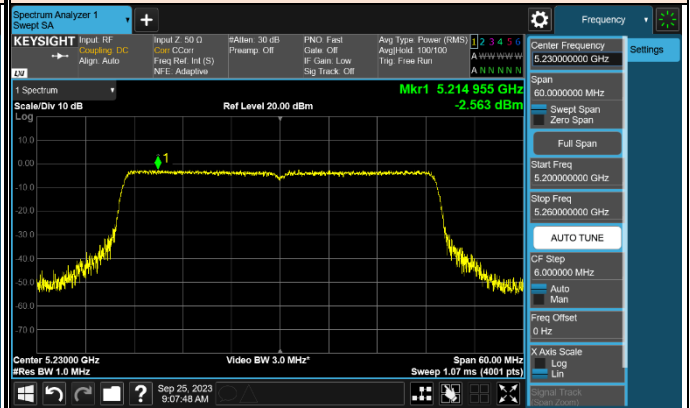 Spectrum Analyzer 1
Swept SA
Frequency
KEYSIGHT
Input: RF
Coupling: DC
Align: Auto
Input Z: 50 Ω
Corr CCorr
Freq Ref: Int (S)
NFE: Adaptive
#Atten: 30 dB
Preamp: Off
PNO: Fast
Gate: Off
IF Gain: Low
Sig Track: Off
Avg Type: Power (RMS)
Avg|Hold: 100/100
Trig: Free Run
1 2 3 4 5 6
A W W W W W
A N N N N N
LXI
Center Frequency
5.230000000 GHz
Settings
Span
60.0000000 MHz
Swept Span
Zero Span
Full Span
Start Freq
5.200000000 GHz
Stop Freq
5.260000000 GHz
AUTO TUNE
CF Step
6.000000 MHz
Auto
Man
Freq Offset
0 Hz
X Axis Scale
Log
Lin
Signal Track
(Span Zoom)
1 Spectrum
Scale/Div 10 dB
Log
Ref Level 20.00 dBm
Mkr1 5.214 955 GHz
-2.563 dBm
1
10.0
0.00
-10.0
-20.0
-30.0
-40.0
-50.0
-60.0
-70.0
Center 5.23000 GHz
#Res BW 1.0 MHz
Video BW 3.0 MHz*
Span 60.00 MHz
Sweep 1.07 ms (4001 pts)
?
Sep 25, 2023
9:07:48 AM